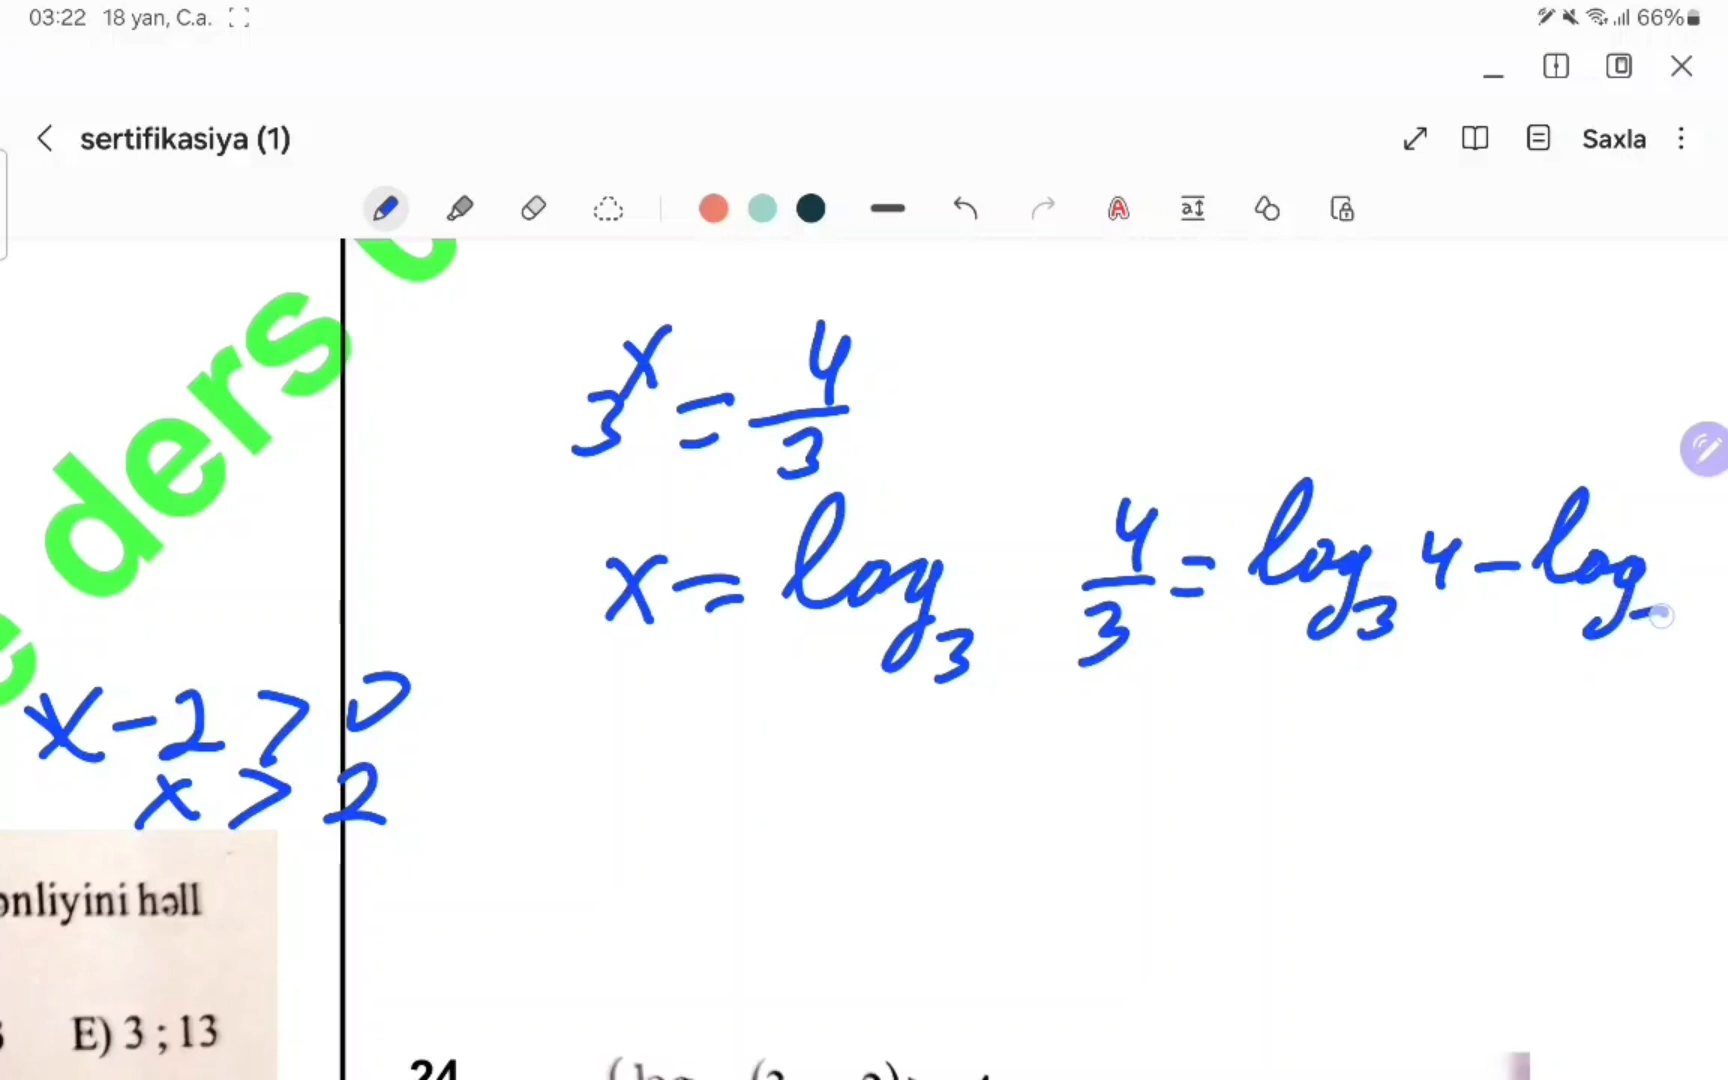 03:22 18 yan, C.a. 66%
sertifikasiya (1) Saxla
ders
3^x = 4/3
x = log_3 4/3 = log_3 4 - log
x - 2 > 0
x > 2
ənliyini həll
E) 3 ; 13
24